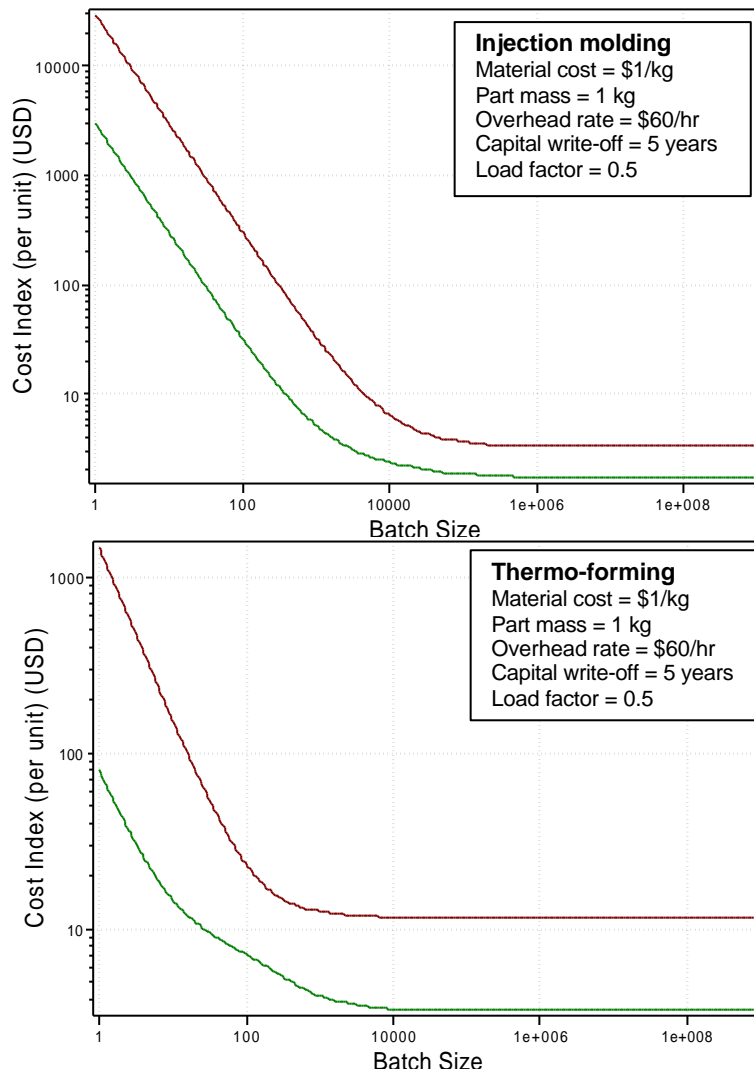 Injection molding
Material cost = $1/kg
Part mass = 1 kg
Overhead rate = $60/hr
Capital write-off = 5 years
Load factor = 0.5
Cost Index (per unit) (USD)
10000
1000
100
10
1
100
10000
1e+006
1e+008
Batch Size
Thermo-forming
Material cost = $1/kg
Part mass = 1 kg
Overhead rate = $60/hr
Capital write-off = 5 years
Load factor = 0.5
Cost Index (per unit) (USD)
1000
100
10
1
100
10000
1e+006
1e+008
Batch Size